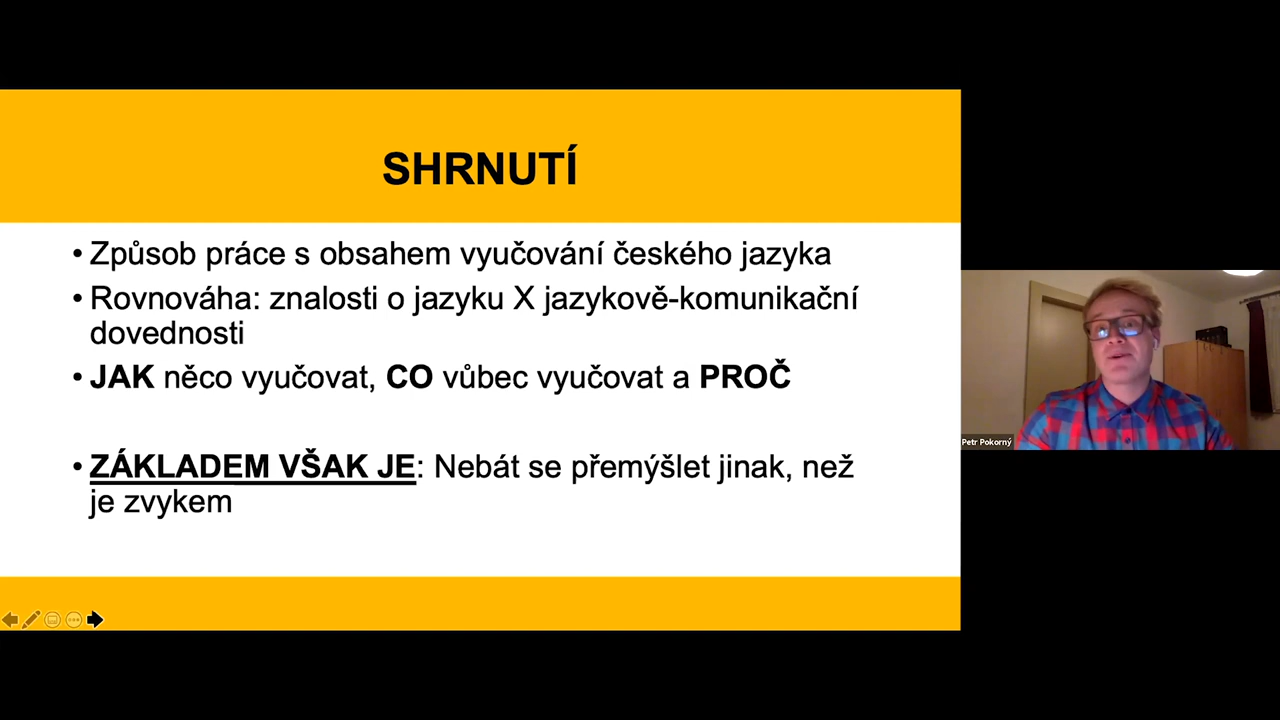 SHRNUTÍ
• Způsob práce s obsahem vyučování českého jazyka
• Rovnováha: znalosti o jazyku X jazykově-komunikační
dovednosti
• JAK něco vyučovat, CO vůbec vyučovat a PROČ
• ZÁKLADEM VŠAK JE: Nebát se přemýšlet jinak, než
je zvykem
Petr Pokorný